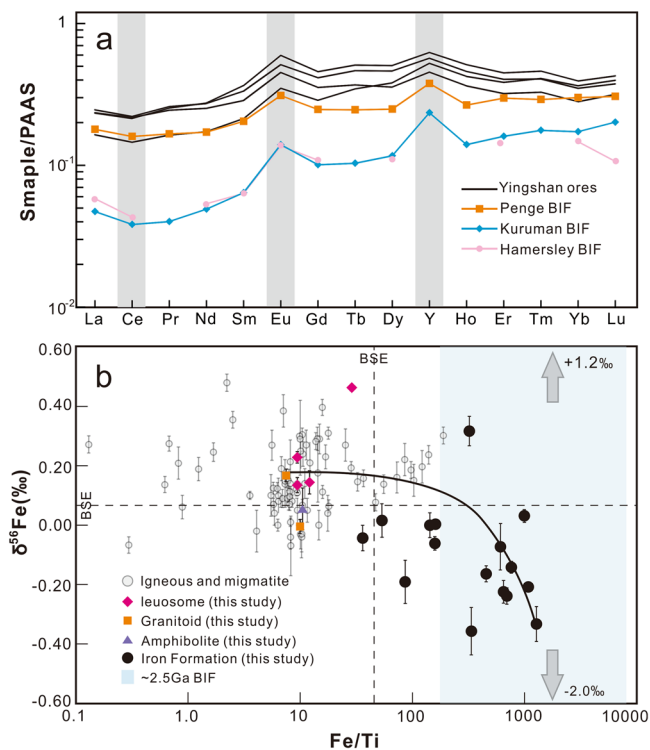 1
a
Smaple/PAAS
10-1
10-2
Yingshan ores
Penge BIF
Kuruman BIF
Hamersley BIF
La Ce Pr Nd Sm Eu Gd Tb Dy Y Ho Er Tm Yb Lu
0.60
b
BSE
+1.2‰
0.40
0.20
BSE
0.00
-0.20
-0.40
-0.60
δ56Fe(‰)
Igneous and migmatite
leuosome (this study)
Granitoid (this study)
Amphibolite (this study)
Iron Formation (this study)
~2.5Ga BIF
-2.0‰
0.1 1.0 10 100 1000 10000
Fe/Ti